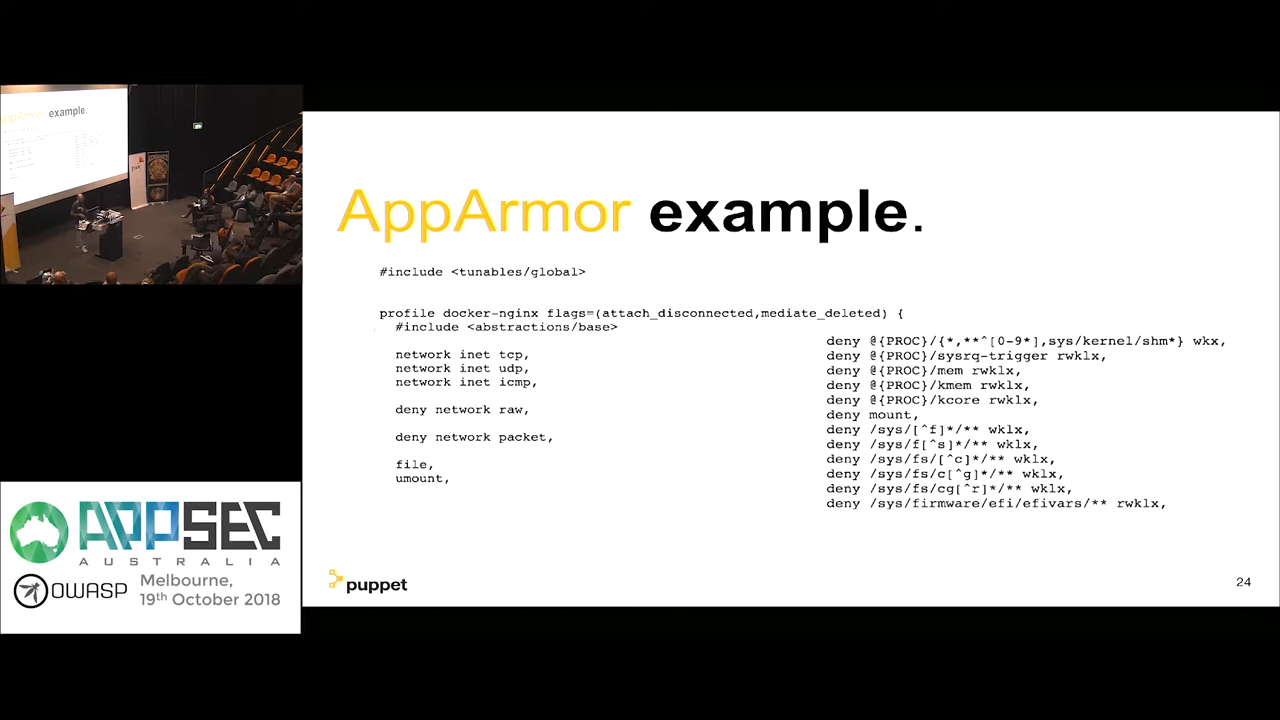 AppArmor example.
AppArmor example.
#include <tunables/global>
profile docker-nginx flags=(attach_disconnected,mediate_deleted) {
#include <abstractions/base>
network inet tcp,
network inet udp,
network inet icmp,
deny network raw,
deny network packet,
file,
umount,
deny @{PROC}/{*,**^[0-9*],sys/kernel/shm*} wkx,
deny @{PROC}/sysrq-trigger rwklx,
deny @{PROC}/mem rwklx,
deny @{PROC}/kmem rwklx,
deny @{PROC}/kcore rwklx,
deny mount,
deny /sys/[^f]*/** wklx,
deny /sys/f[^s]*/** wklx,
deny /sys/fs/[^c]*/** wklx,
deny /sys/fs/c[^g]*/** wklx,
deny /sys/fs/cg[^r]*/** wklx,
deny /sys/firmware/efi/efivars/** rwklx,
puppet
24
APPSEC
AUSTRALIA
OWASP
Melbourne,
19th October 2018